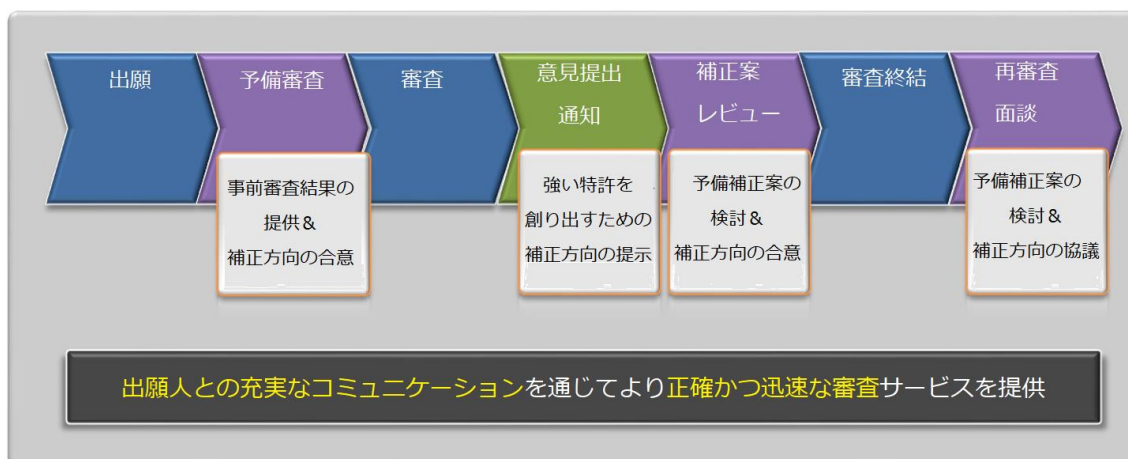 出願
予備審査
審査
意見提出
通知
補正案
レビュー
審査終結
再審査
面談
事前審査結果の
提供&
補正方向の合意
強い特許を
創り出すための
補正方向の提示
予備補正案の
検討&
補正方向の合意
予備補正案の
検討&
補正方向の協議
出願人との充実なコミュニケーションを通じてより正確かつ迅速な審査サービスを提供